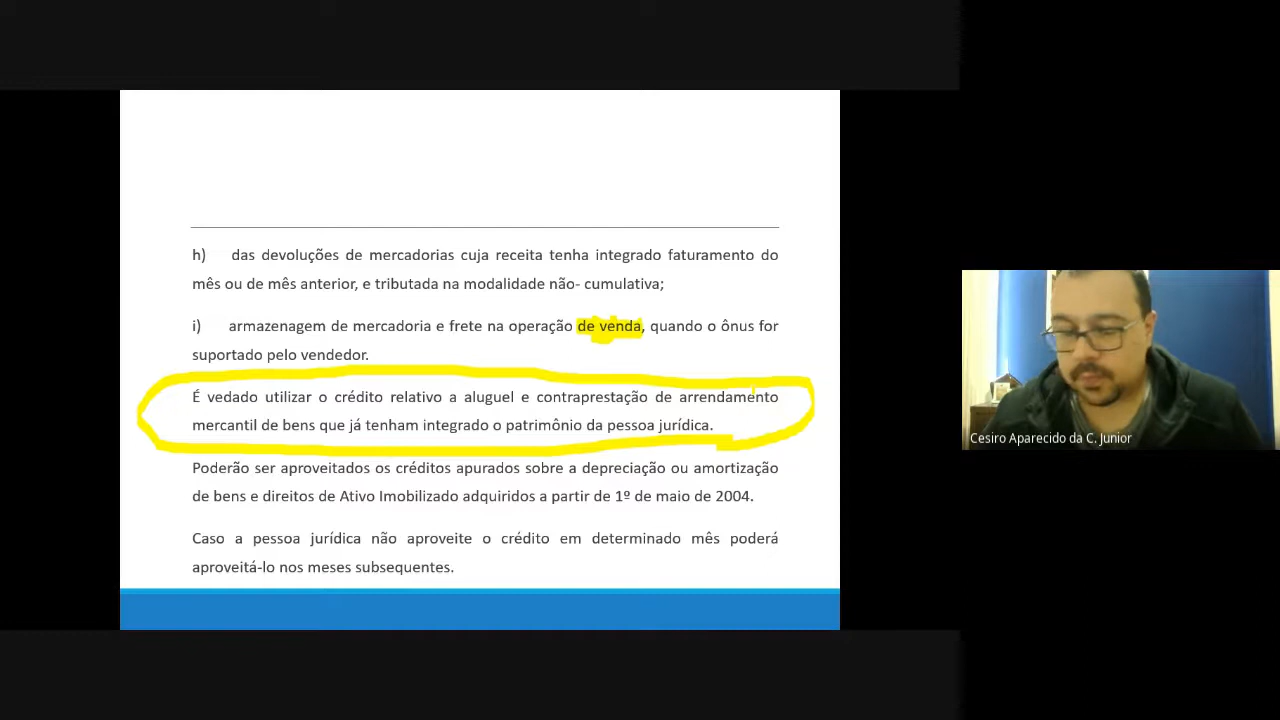 h) das devoluções de mercadorias cuja receita tenha integrado faturamento do
mês ou de mês anterior, e tributada na modalidade não- cumulativa;
i) armazenagem de mercadoria e frete na operação de venda, quando o ônus for
suportado pelo vendedor.
É vedado utilizar o crédito relativo a aluguel e contraprestação de arrendamento
mercantil de bens que já tenham integrado o patrimônio da pessoa jurídica.
Poderão ser aproveitados os créditos apurados sobre a depreciação ou amortização
de bens e direitos de Ativo Imobilizado adquiridos a partir de 1º de maio de 2004.
Caso a pessoa jurídica não aproveite o crédito em determinado mês poderá
aproveitá-lo nos meses subsequentes.
Cesiro Aparecido da C. Junior